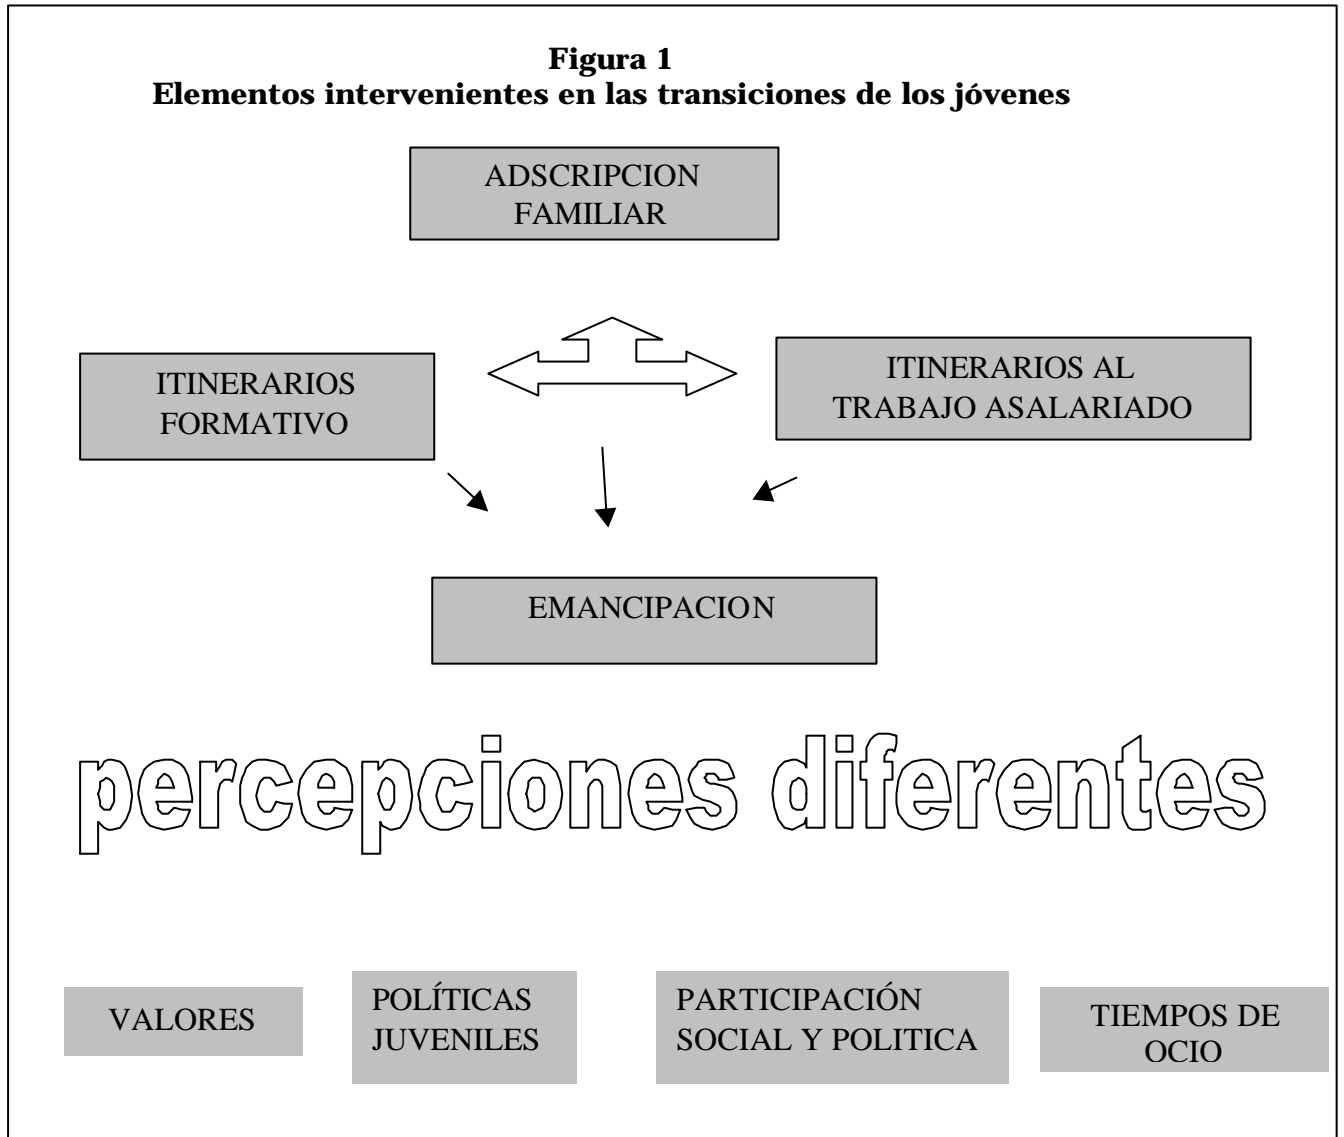 Figura 1
Elementos intervenientes en las transiciones de los jóvenes
ADSCRIPCION
FAMILIAR
ITINERARIOS
FORMATIVO
ITINERARIOS AL
TRABAJO ASALARIADO
EMANCIPACION
percepciones diferentes
VALORES
POLÍTICAS
JUVENILES
PARTICIPACIÓN
SOCIAL Y POLITICA
TIEMPOS DE
OCIO